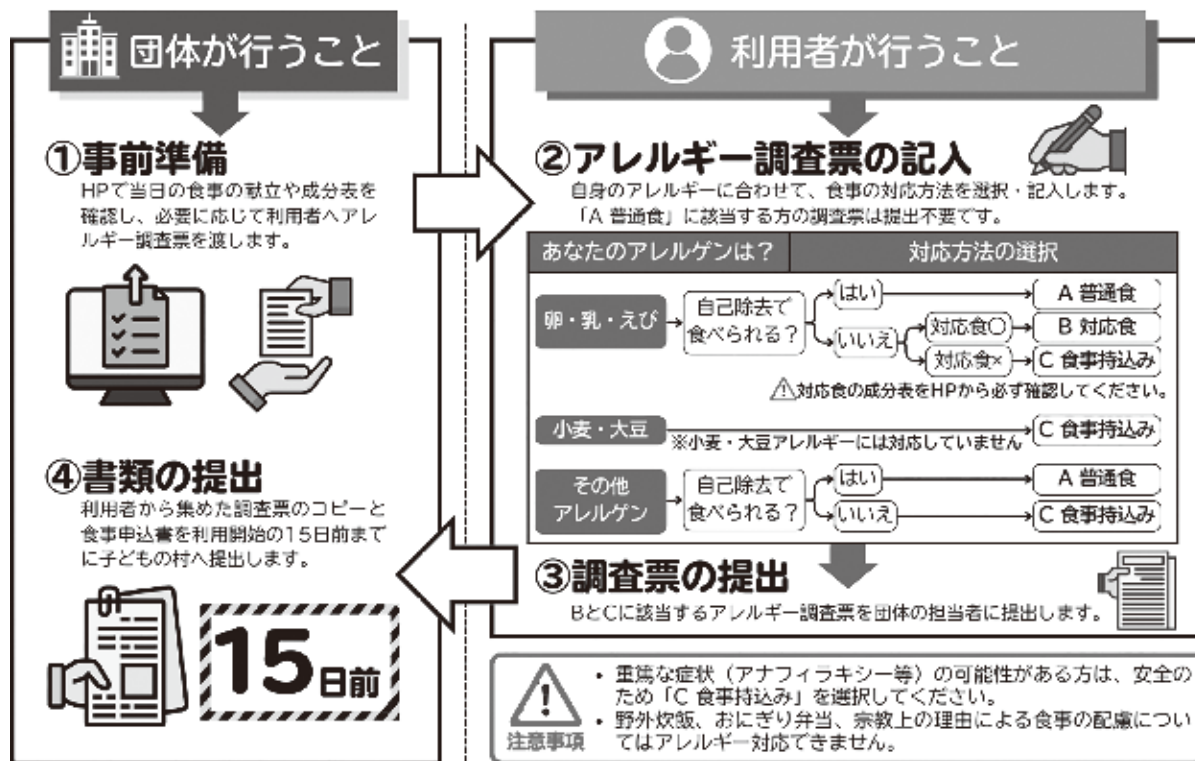 団体が行うこと
①事前準備
HPで当日の食事の献立や成分表を
確認し、必要に応じて利用者へアレ
ルギー調査票を渡します。
利用者が行うこと
②アレルギー調査票の記入
自身のアレルギーに合わせて、食事の対応方法を選択・記入します。
「A 普通食」に該当する方の調査票は提出不要です。
あなたのアレルゲンは？ 対応方法の選択
卵・乳・えび
自己除去で
食べられる？
はい
A 普通食
いいえ
対応食○
B 対応食
対応食×
C 食事持込み
⚠対応食の成分表をHPから必ず確認してください。
小麦・大豆
※小麦・大豆アレルギーには対応していません
C 食事持込み
その他
アレルゲン
自己除去で
食べられる？
はい
A 普通食
いいえ
C 食事持込み
③調査票の提出
BとCに該当するアレルギー調査票を団体の担当者に提出します。
④書類の提出
利用者から集めた調査票のコピーと
食事申込書を利用開始の15日前まで
に子どもの村へ提出します。
15日前
注意事項
・重篤な症状（アナフィラキシー等）の可能性がある方は、安全の
ため「C 食事持込み」を選択してください。
・野外炊飯、おにぎり弁当、宗教上の理由による食事の配慮につい
てはアレルギー対応できません。